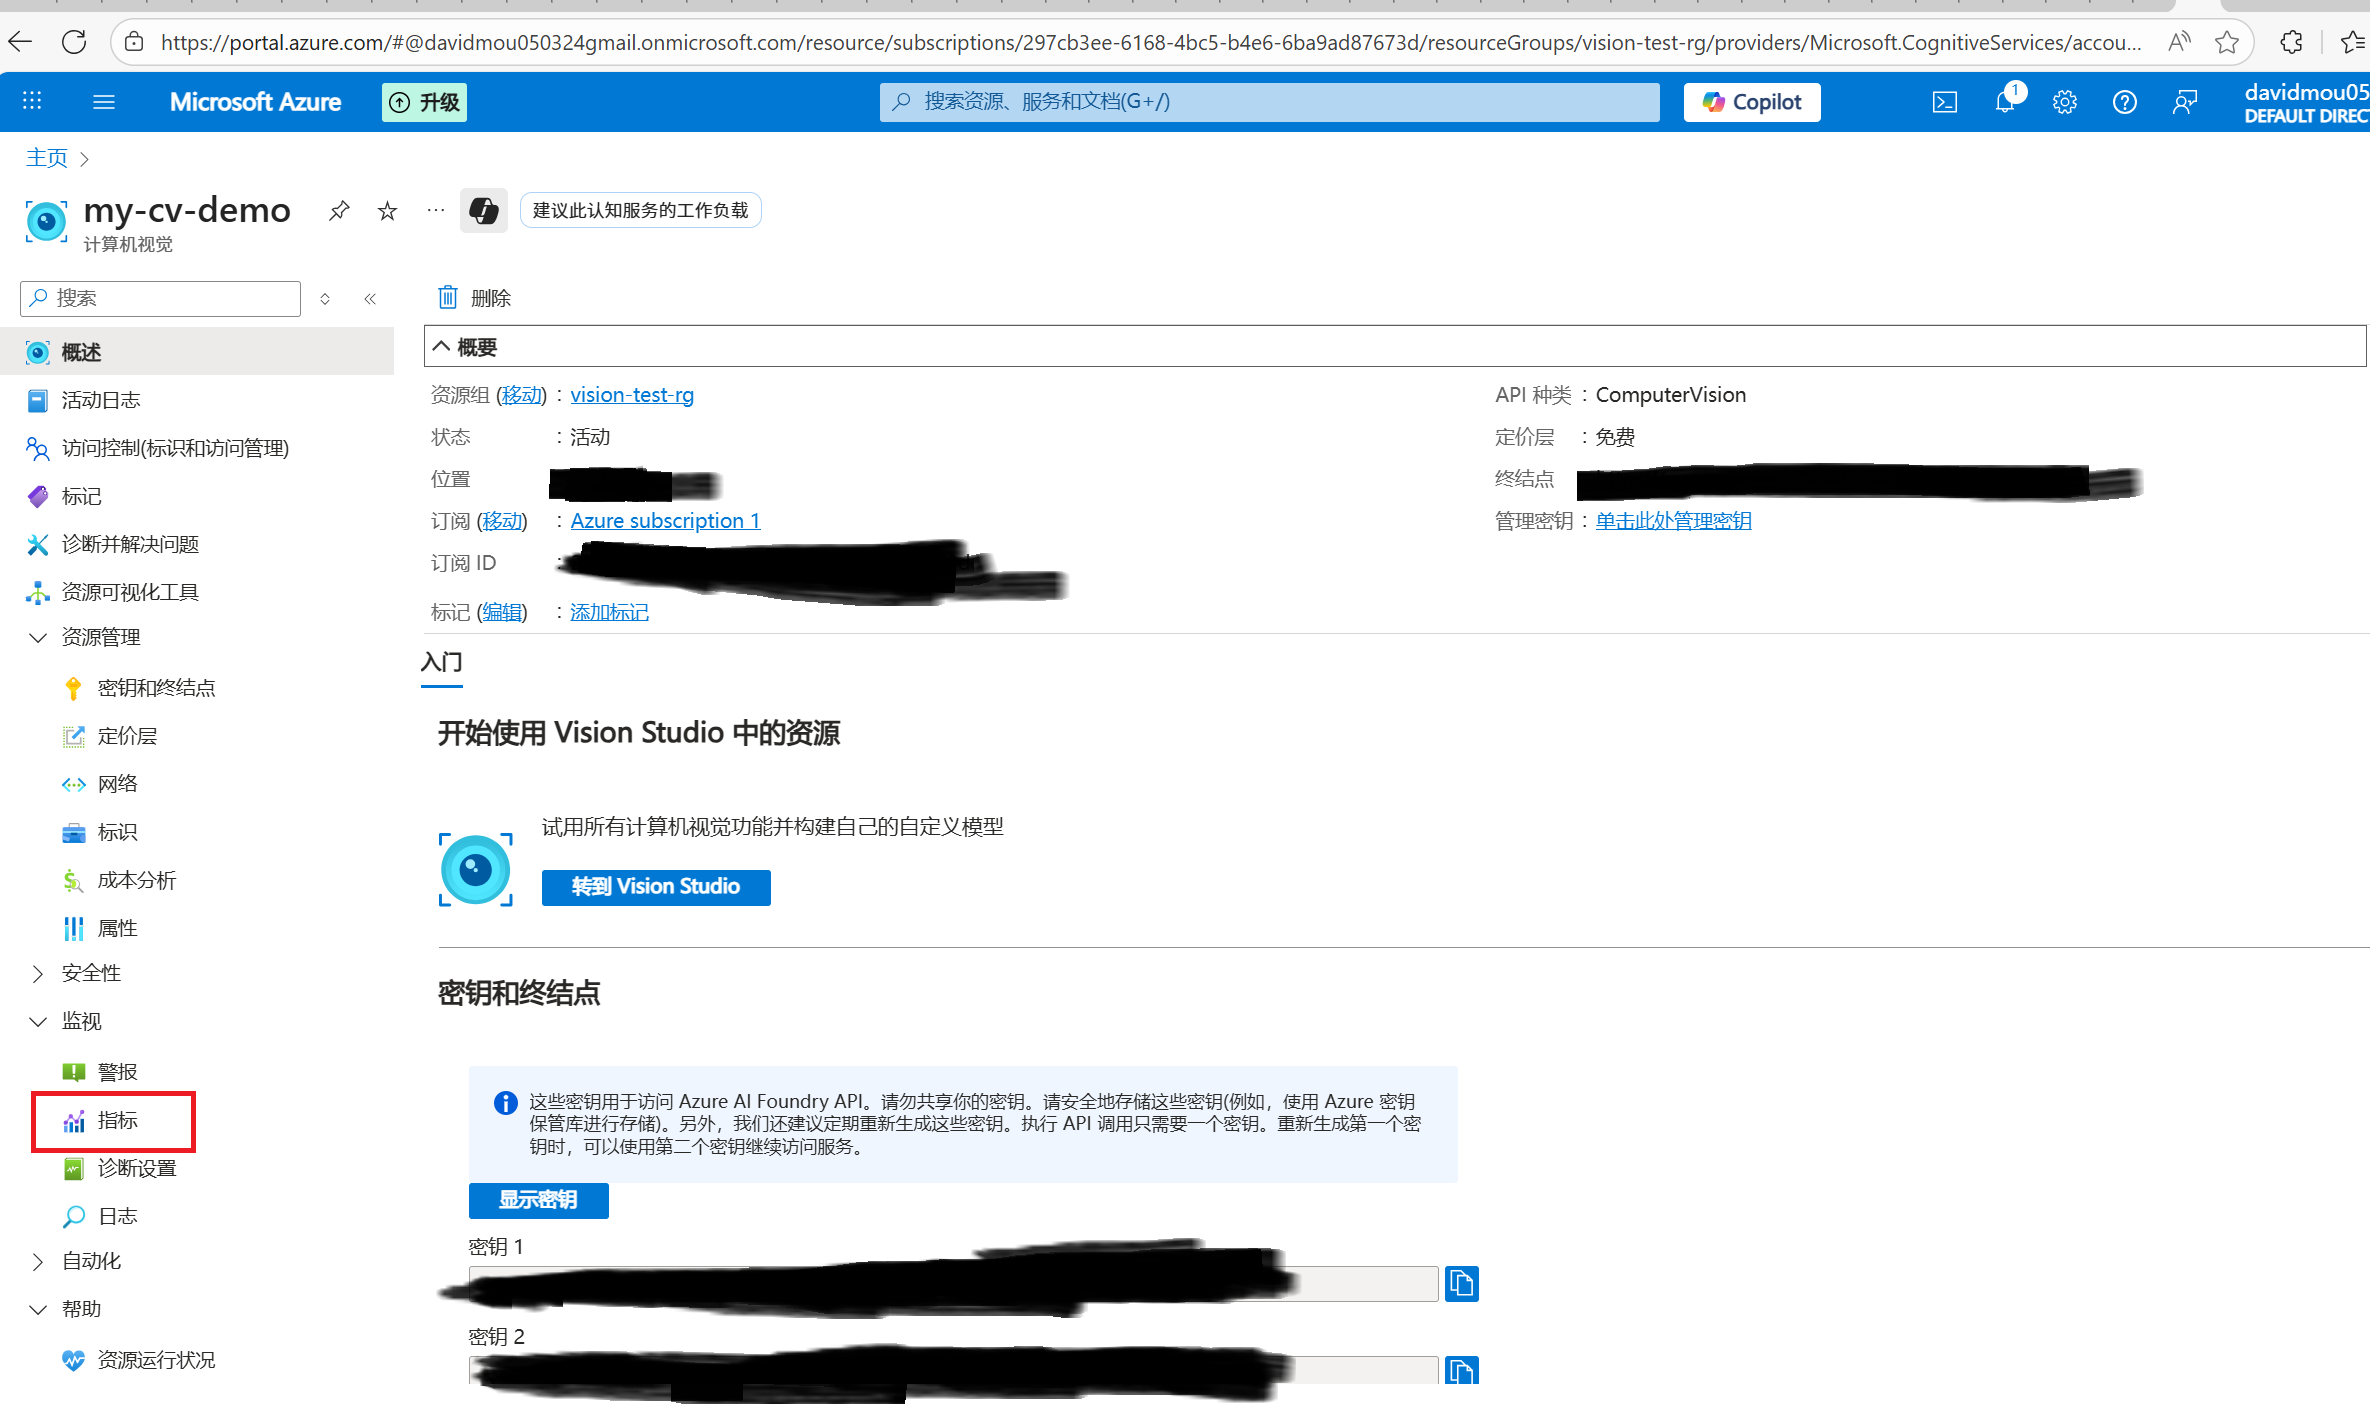 https://portal.azure.com/#@davidmou050324gmail.onmicrosoft.com/resource/subscriptions/297cb3ee-6168-4bc5-b4e6-6ba9ad87673d/resourceGroups/vision-test-rg/providers/Microsoft.CognitiveServices/accou...
Microsoft Azure
升级
搜索资源、服务和文档(G+/)
Copilot
1
davidmou05
DEFAULT DIREC
主页
my-cv-demo
建议此认知服务的工作负载
计算机视觉
搜索
概述
活动日志
访问控制(标识和访问管理)
标记
诊断并解决问题
资源可视化工具
资源管理
密钥和终结点
定价层
网络
标识
成本分析
属性
安全性
监视
警报
指标
诊断设置
日志
自动化
帮助
资源运行状况
删除
概要
资源组 (移动) : vision-test-rg
状态 : 活动
位置
订阅 (移动) : Azure subscription 1
订阅 ID
标记 (编辑) : 添加标记
API 种类 : ComputerVision
定价层 : 免费
终结点
管理密钥 : 单击此处管理密钥
入门
开始使用 Vision Studio 中的资源
试用所有计算机视觉功能并构建自己的自定义模型
转到 Vision Studio
密钥和终结点
这些密钥用于访问 Azure AI Foundry API。请勿共享你的密钥。请安全地存储这些密钥(例如，使用 Azure 密钥
保管库进行存储)。另外，我们还建议定期重新生成这些密钥。执行 API 调用只需要一个密钥。重新生成第一个密
钥时，可以使用第二个密钥继续访问服务。
显示密钥
密钥 1
密钥 2